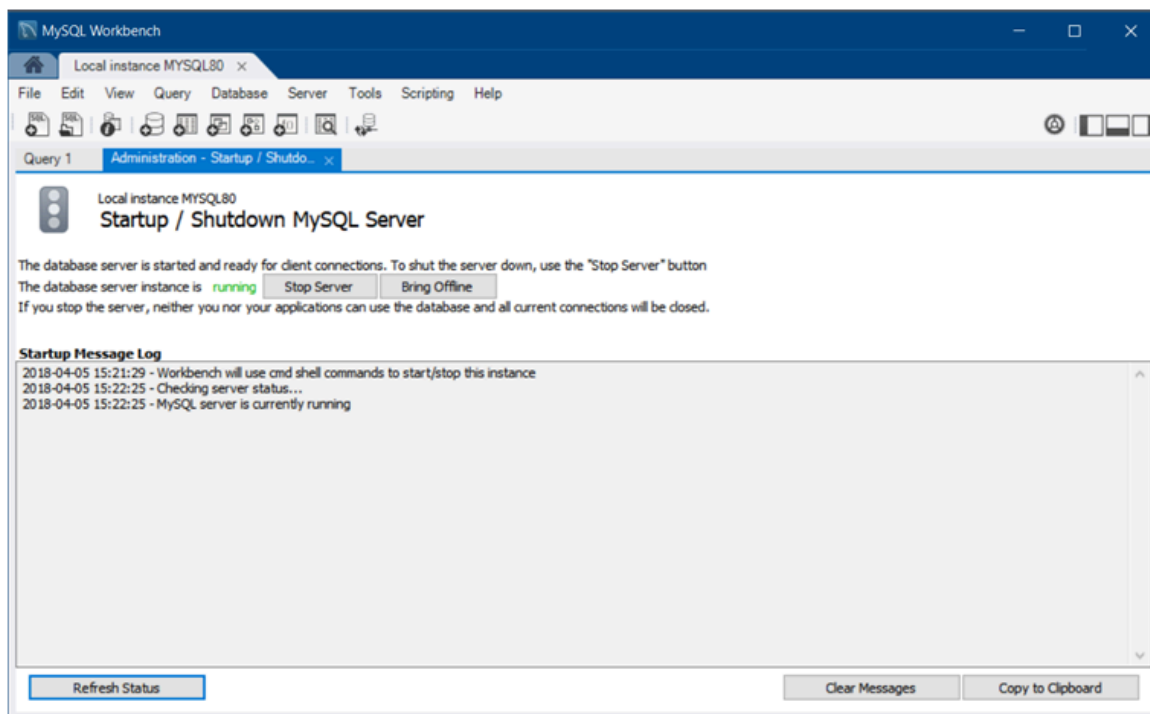 MySQL Workbench
Local instance MYSQL80
File Edit View Query Database Server Tools Scripting Help
Query 1 Administration - Startup / Shutdo...
Local instance MYSQL80
Startup / Shutdown MySQL Server
The database server is started and ready for client connections. To shut the server down, use the "Stop Server" button
The database server instance is running Stop Server Bring Offline
If you stop the server, neither you nor your applications can use the database and all current connections will be closed.
Startup Message Log
2018-04-05 15:21:29 - Workbench will use cmd shell commands to start/stop this instance
2018-04-05 15:22:25 - Checking server status...
2018-04-05 15:22:25 - MySQL server is currently running
Refresh Status Clear Messages Copy to Clipboard